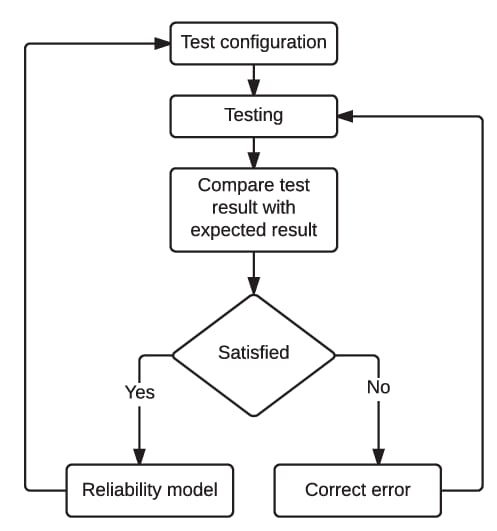 Test configuration
Testing
Compare test
result with
expected result
Satisfied
Yes
No
Reliability model
Correct error